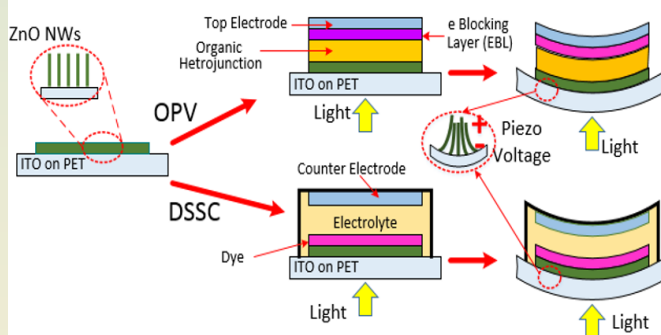 ZnO NWs
ITO on PET
OPV
DSSC
Top Electrode
Organic
Hetrojunction
e Blocking
Layer (EBL)
ITO on PET
Light
Light
Piezo
Voltage
+
-
Counter Electrode
Electrolyte
Dye
ITO on PET
Light
Light